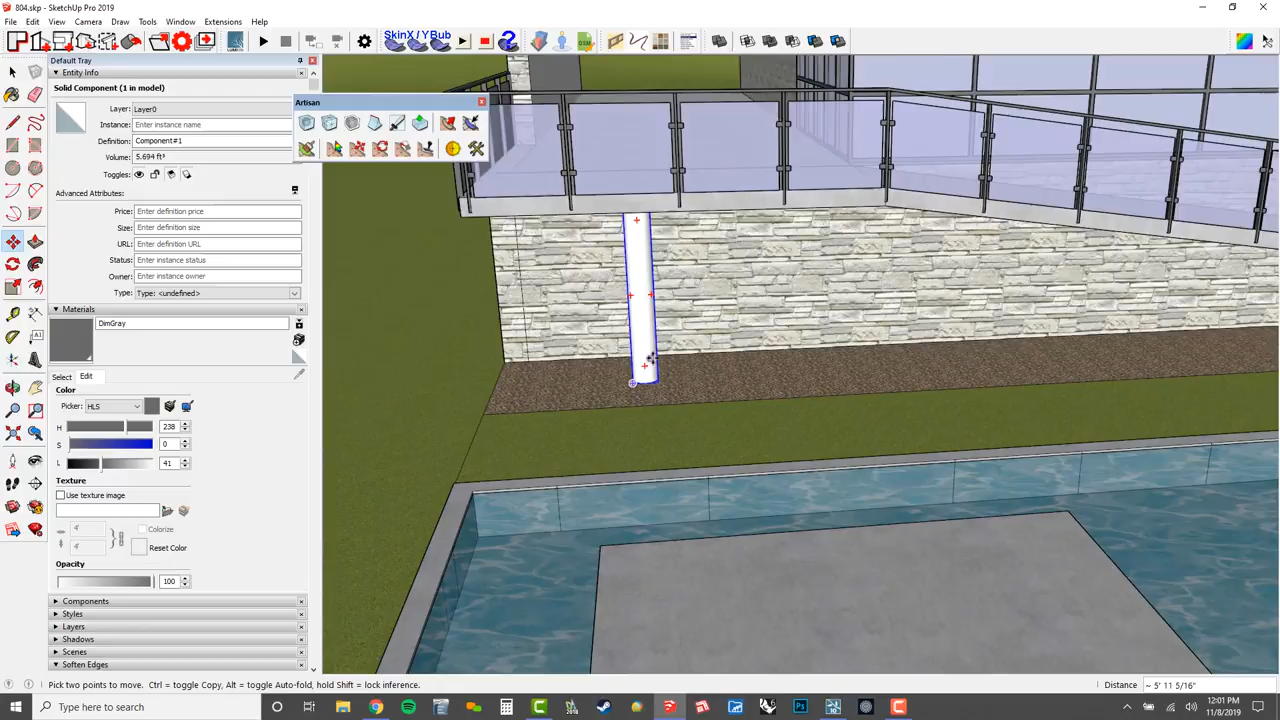 804.skp - SketchUp Pro 2019
File Edit View Camera Draw Tools Window Extensions Help
SkinX / YBub
Default Tray
Entity Info
Solid Component (1 in model)
Layer: Layer0
Instance: Enter instance name
Definition: Component#1
Volume: 5.694 ft³
Toggles:
Advanced Attributes:
Price: Enter definition price
Size: Enter definition size
URL: Enter definition URL
Status: Enter instance status
Owner: Enter instance owner
Type: Type: <undefined>
Artisan
Materials
DimGray
Select Edit
Color
Picker: HLS
H 238
S 0
L 41
Texture
Use texture image
4' Colorize
4' Reset Color
Opacity
100
Components
Styles
Layers
Shadows
Scenes
Soften Edges
Pick two points to move. Ctrl = toggle Copy, Alt = toggle Auto-fold, hold Shift = lock inference.
Distance ~ 5' 11 5/16"
Type here to search
12:01 PM
11/8/2019